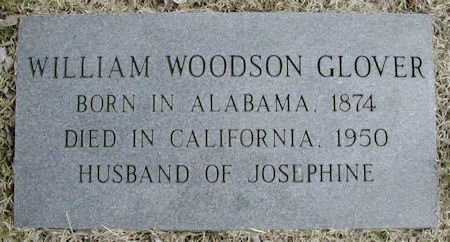 WILLIAM WOODSON GLOVER
BORN IN ALABAMA, 1874
DIED IN CALIFORNIA, 1950
HUSBAND OF JOSEPHINE